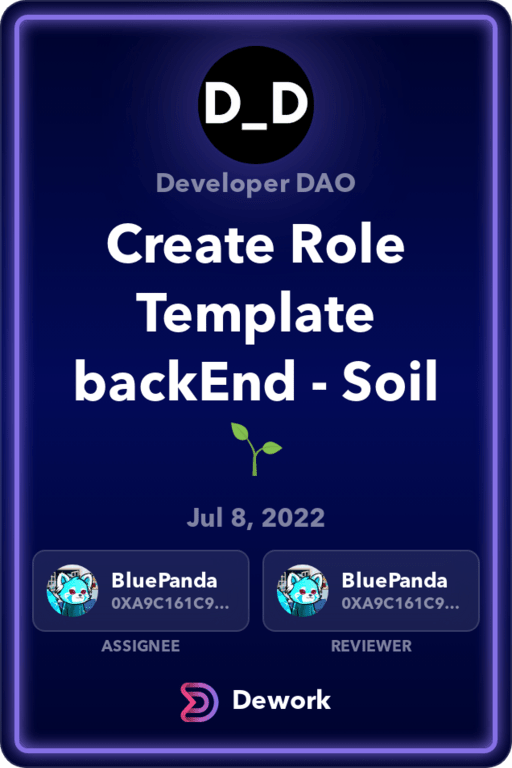 D_D
Developer DAO
Create Role
Template
backEnd - Soil
Jul 8, 2022
BluePanda
0XA9C161C9...
ASSIGNEE
BluePanda
0XA9C161C9...
REVIEWER
Dework